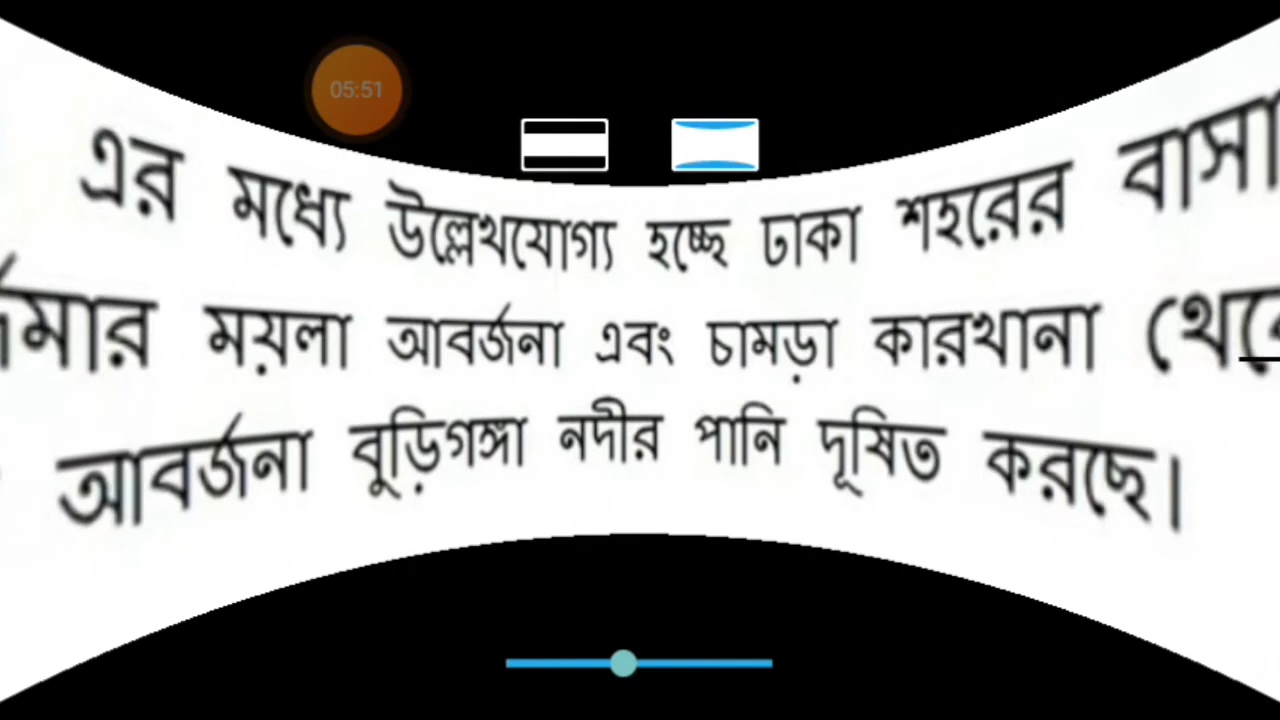 05:51
এর মধ্যে উল্লেখযোগ্য হচ্ছে ঢাকা শহরের বাসা
ময়লা আবর্জনা এবং চামড়া কারখানা
আবর্জনা বুড়িগঙ্গা নদীর পানি দূষিত করছে।